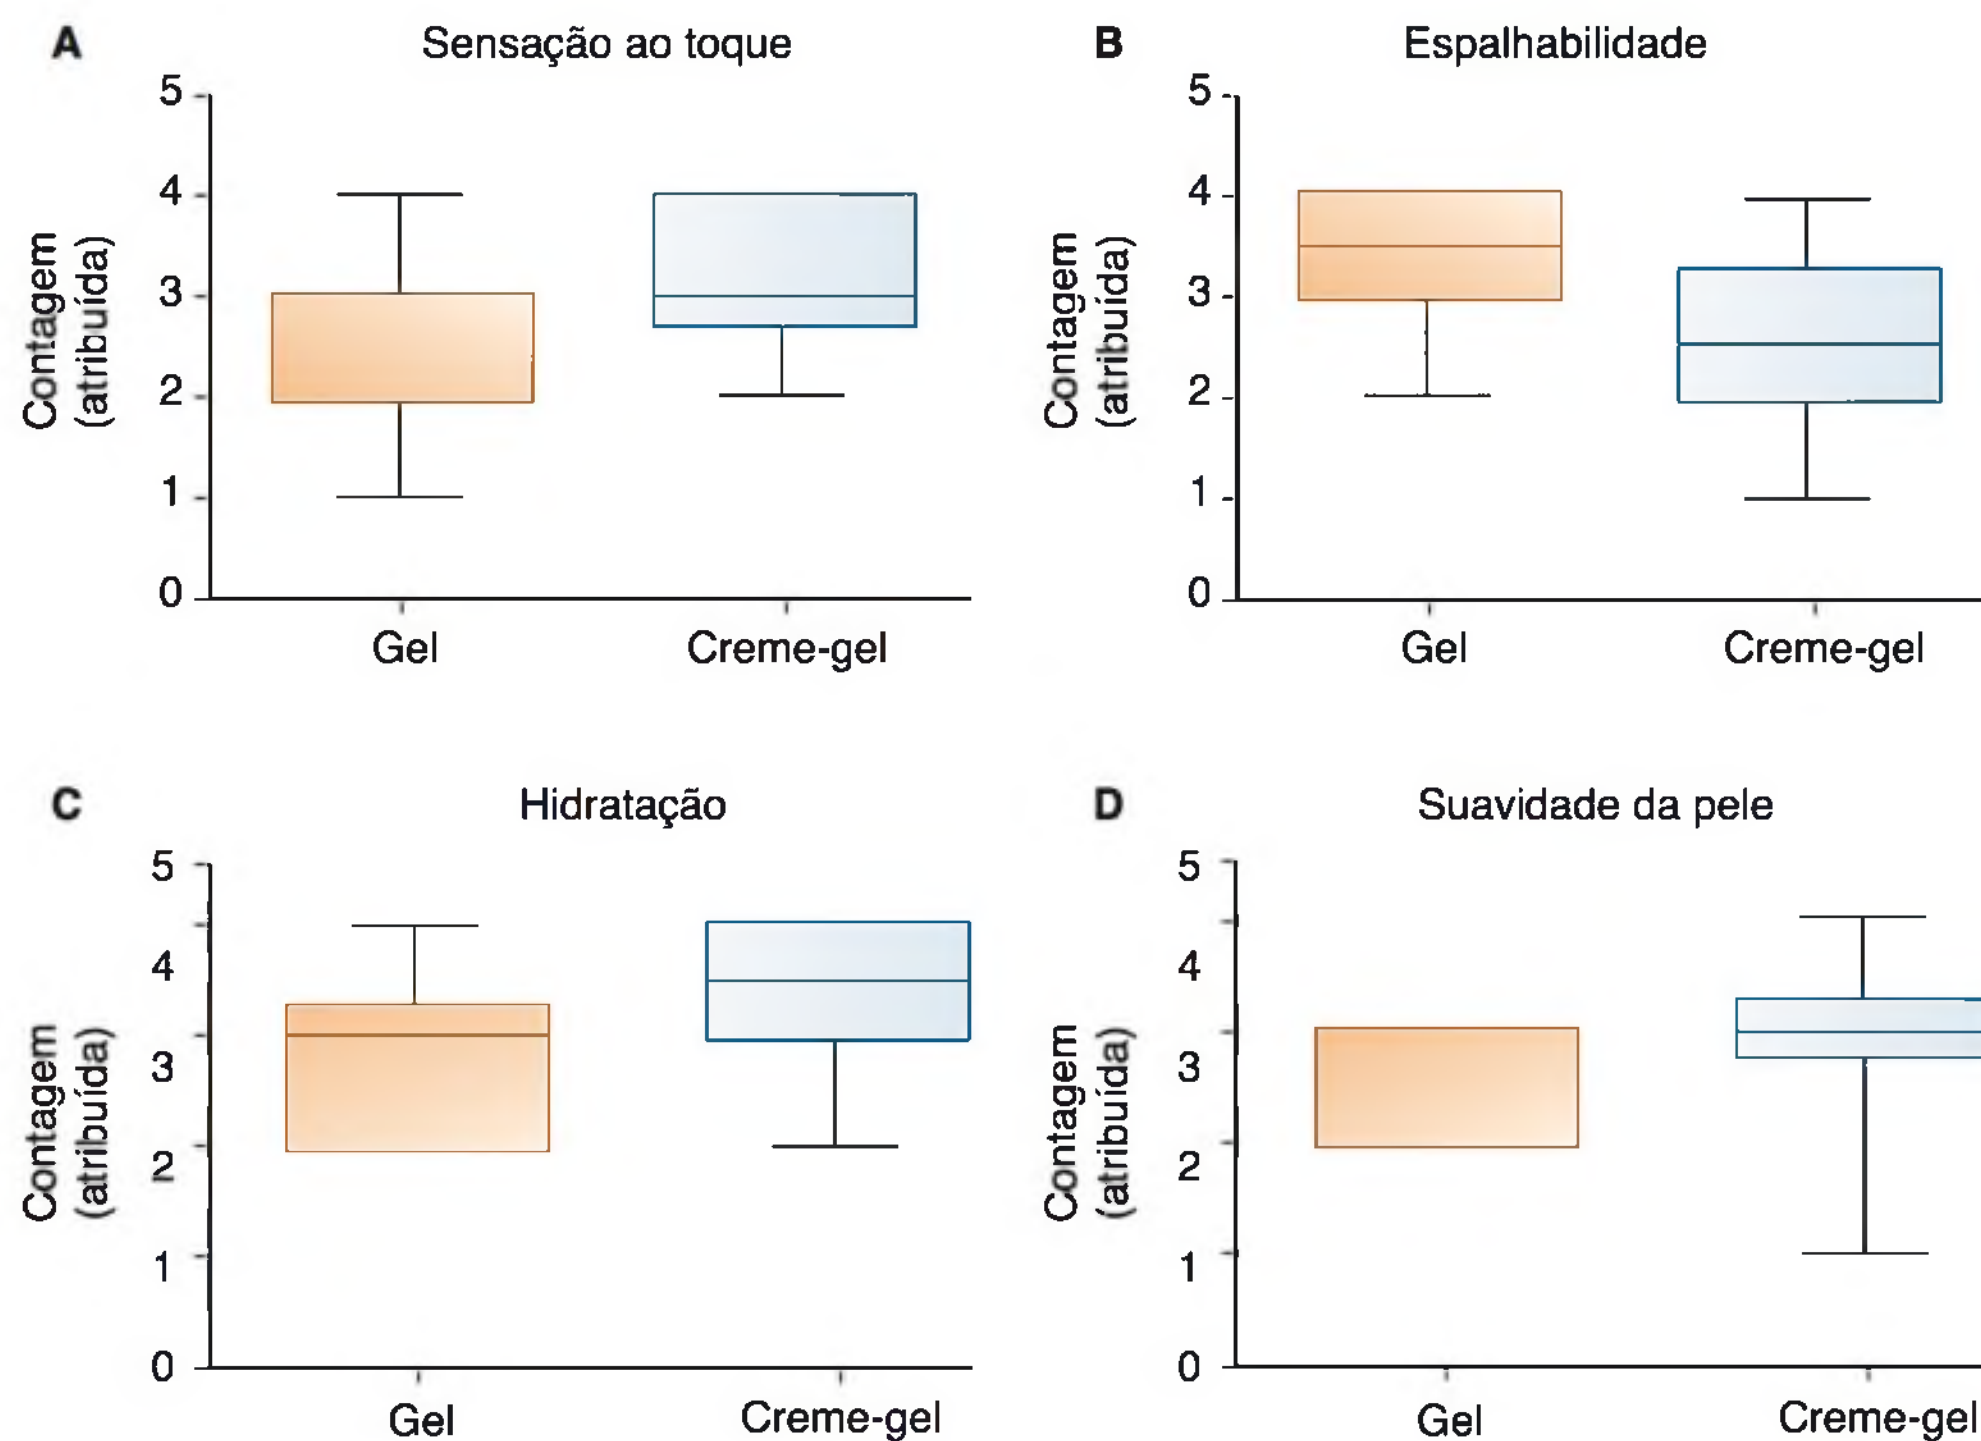 A
Sensação ao toque
5
4
3
2
1
0
Contagem
(atribuída)
Gel
Creme-gel
B
Espalhabilidade
5
4
3
2
1
0
Contagem
(atribuída)
Gel
Creme-gel
C
Hidratação
5
4
3
2
1
0
Contagem
(atribuída)
Gel
Creme-gel
D
Suavidade da pele
5
4
3
2
1
0
Contagem
(atribuída)
Gel
Creme-gel